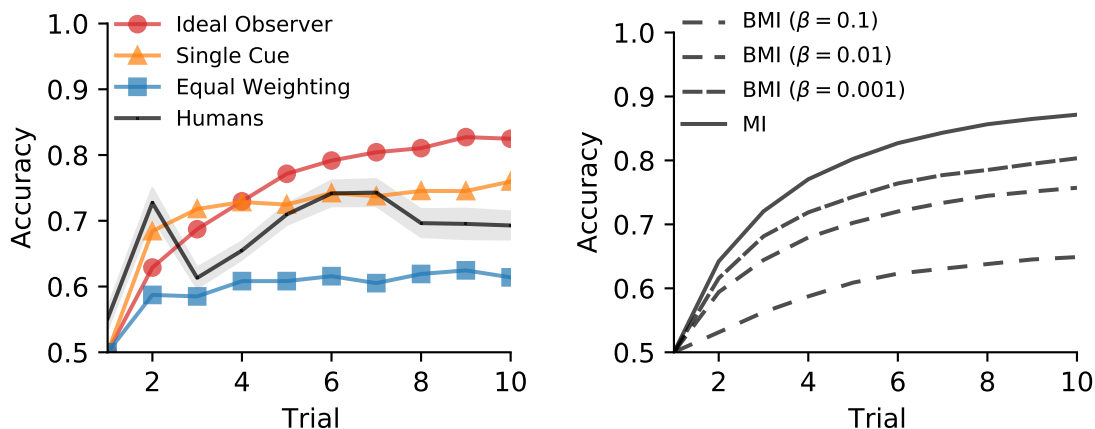 Ideal Observer
Single Cue
Equal Weighting
Humans
1.0
0.9
0.8
0.7
0.6
0.5
Accuracy
2
4
6
8
10
Trial
BMI (β = 0.1)
BMI (β = 0.01)
BMI (β = 0.001)
MI
1.0
0.9
0.8
0.7
0.6
0.5
Accuracy
2
4
6
8
10
Trial